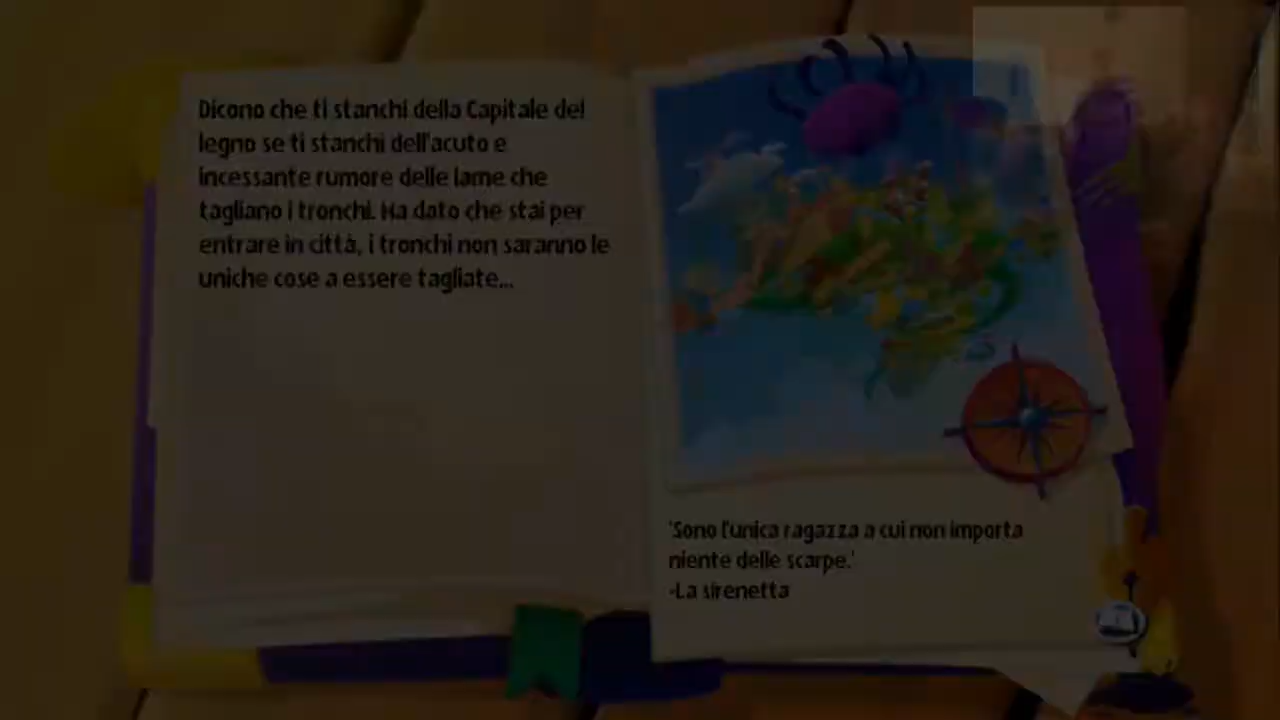 Dicono che ti stanchi della Capitale del
legno se ti stanchi dell'acuto e
incessante rumore delle lame che
tagliano i tronchi. Ma dato che stai per
entrare in città, i tronchi non saranno le
uniche cose a essere tagliate...
'Sono l'unica ragazza a cui non importa
niente delle scarpe.'
-La sirenetta